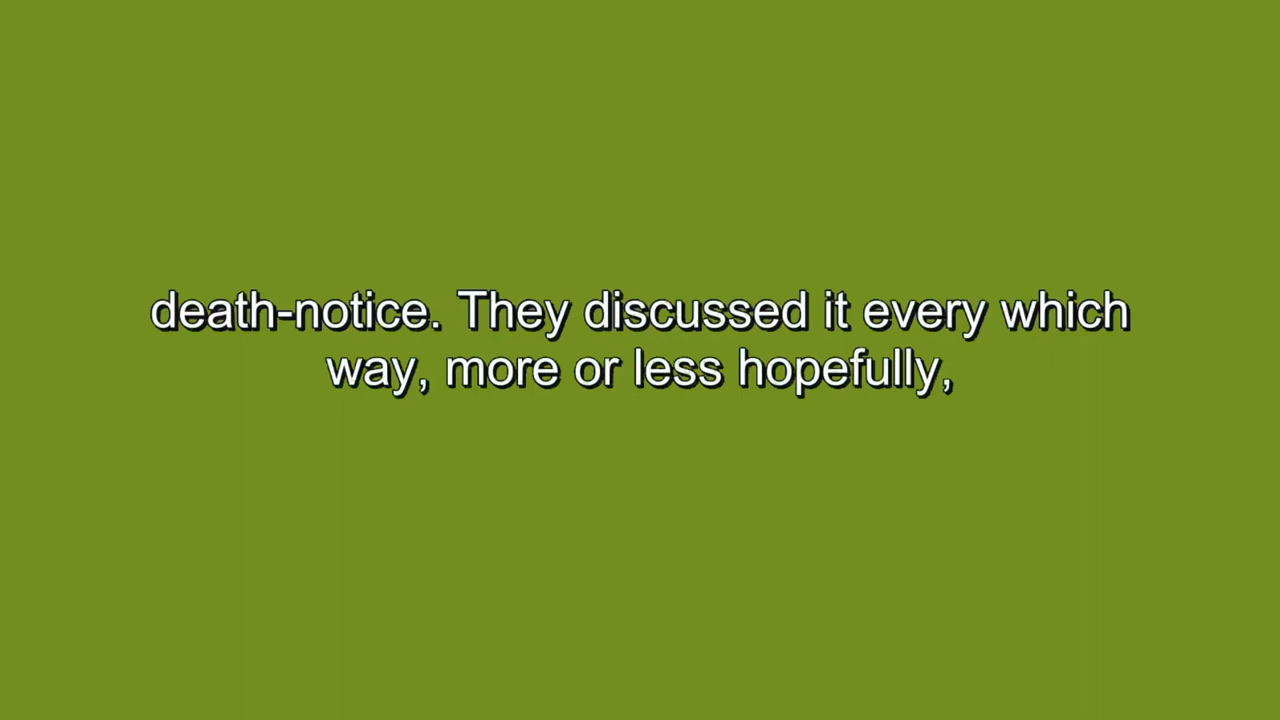 death-notice. They discussed it every which
way, more or less hopefully,